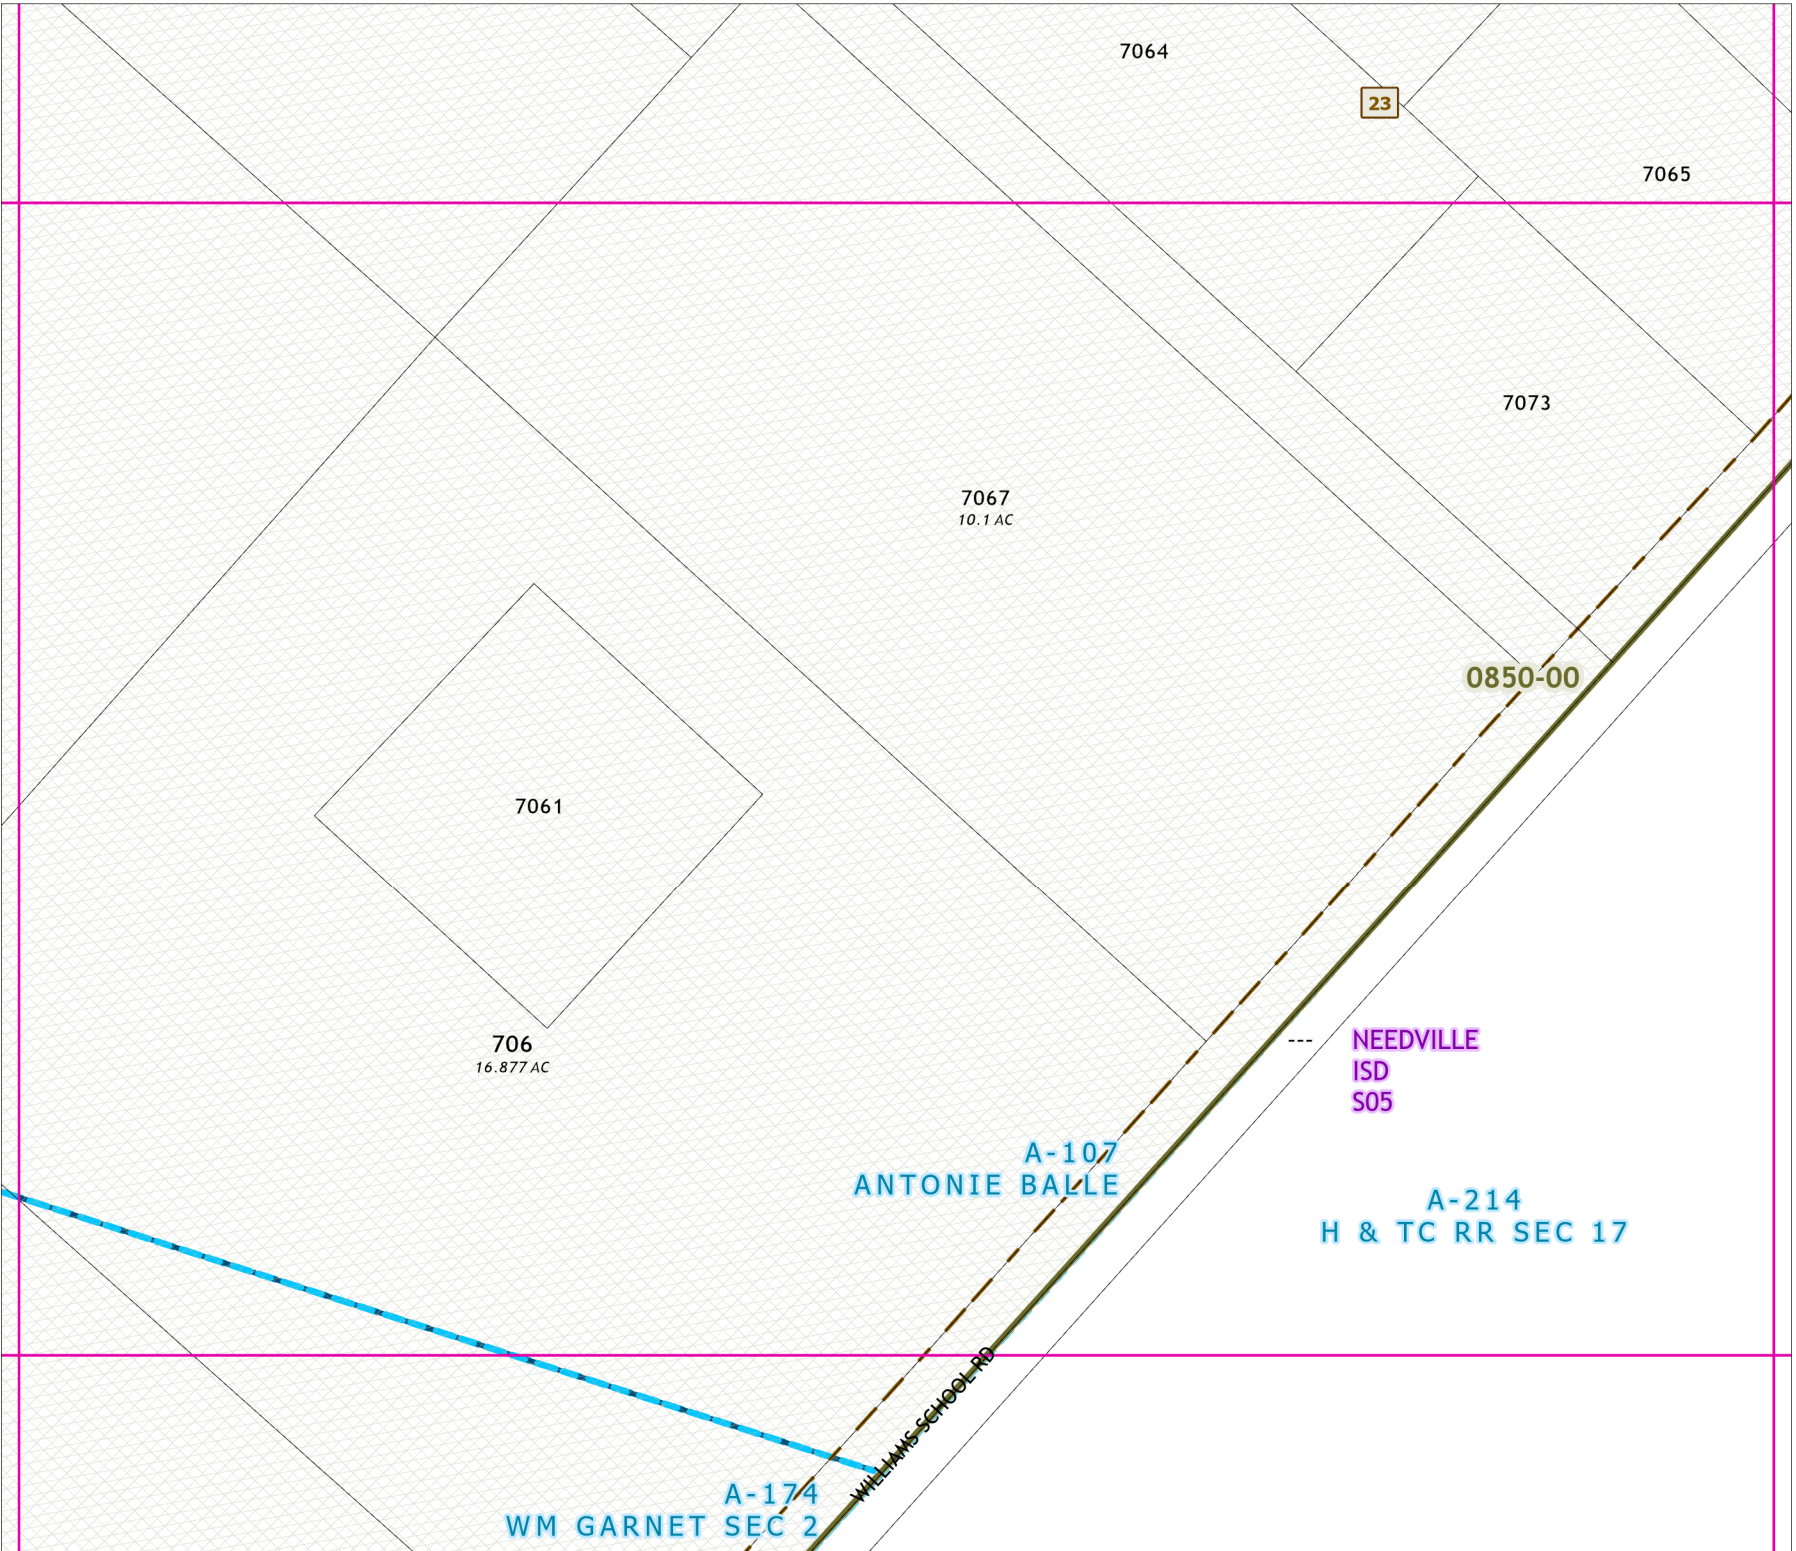 7064
23
7065
7073
7067
10.1 AC
0850-00
7061
706
16.877 AC
---
NEEDVILLE
ISD
S05
A-107
ANTONIE BALLE
A-214
H & TC RR SEC 17
WILLIAMS SCHOOL RD
A-174
WM GARNET SEC 2